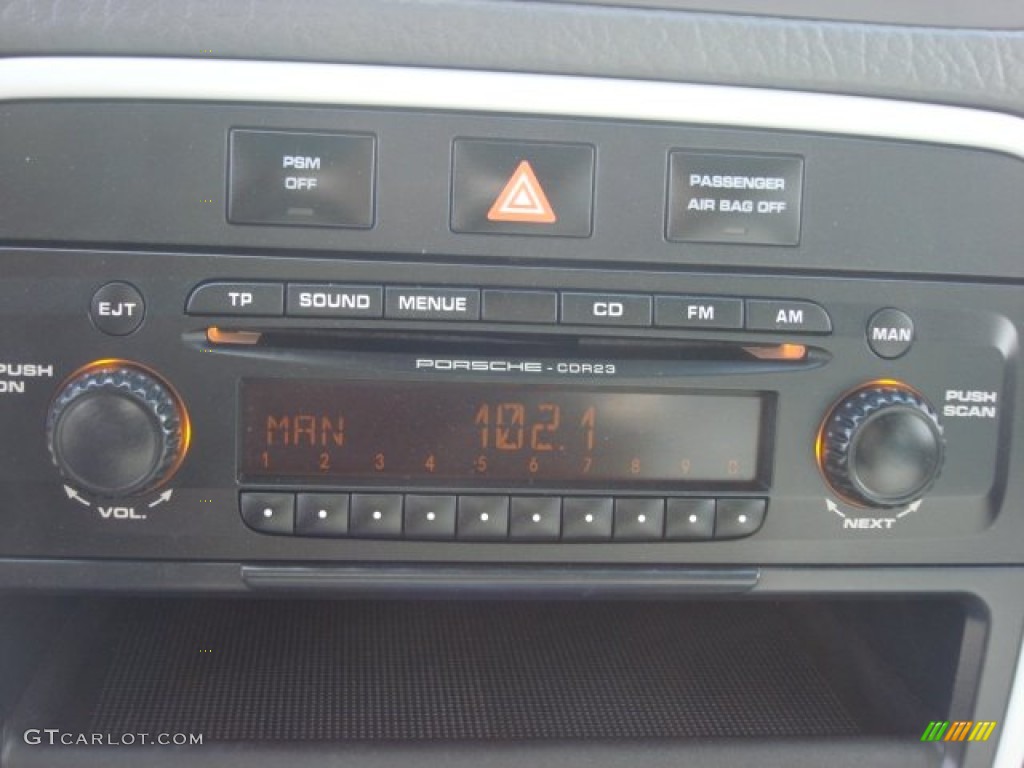 PSM
OFF
PASSENGER
AIR BAG OFF
EJT
TP SOUND MENUE CD FM AM
MAN
PORSCHE - CDR23
PUSH
ON
PUSH
SCAN
MAN 102.1
1 2 3 4 5 6 7 8 9 0
VOL.
NEXT
GTCARLOT.COM